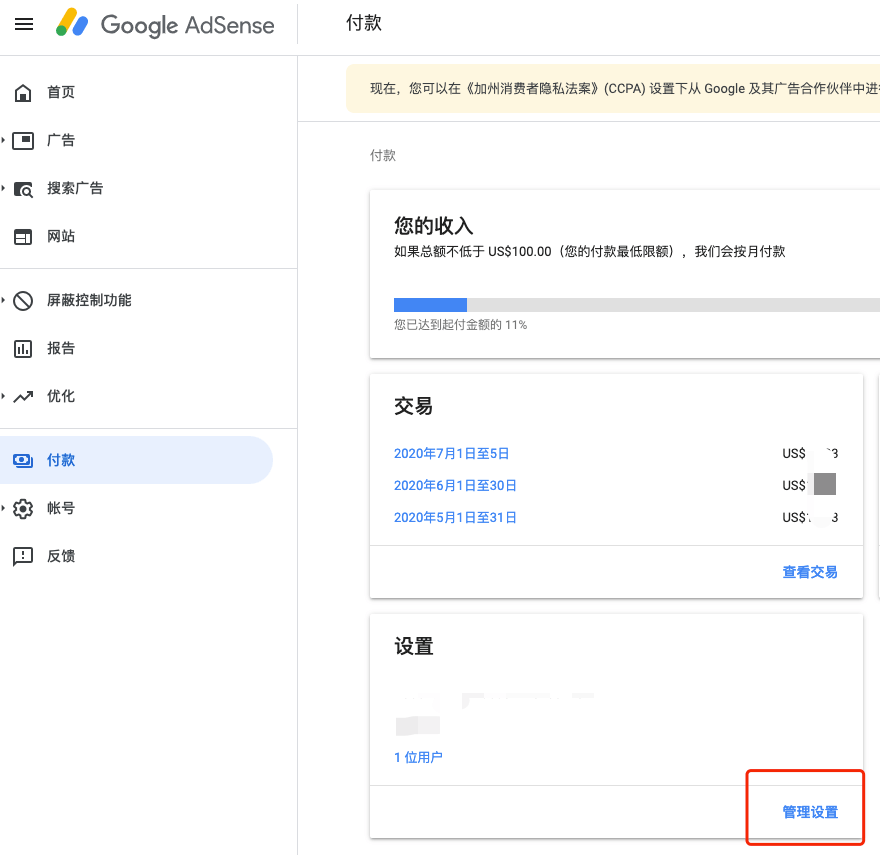 Google AdSense
付款
首页
广告
搜索广告
网站
屏蔽控制功能
报告
优化
付款
帐号
反馈
现在，您可以在《加州消费者隐私法案》(CCPA) 设置下从 Google 及其广告合作伙伴中进
付款
您的收入
如果总额不低于 US$100.00（您的付款最低限额），我们会按月付款
您已达到起付金额的 11%
交易
2020年7月1日至5日 US$ 3
2020年6月1日至30日 US$
2020年5月1日至31日 US$ 3
查看交易
设置
1 位用户
管理设置